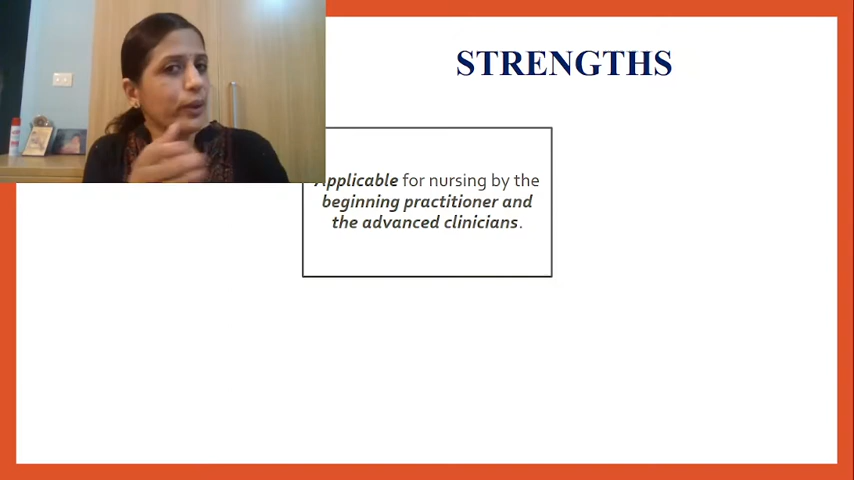 STRENGTHS
Applicable for nursing by the
beginning practitioner and
the advanced clinicians.